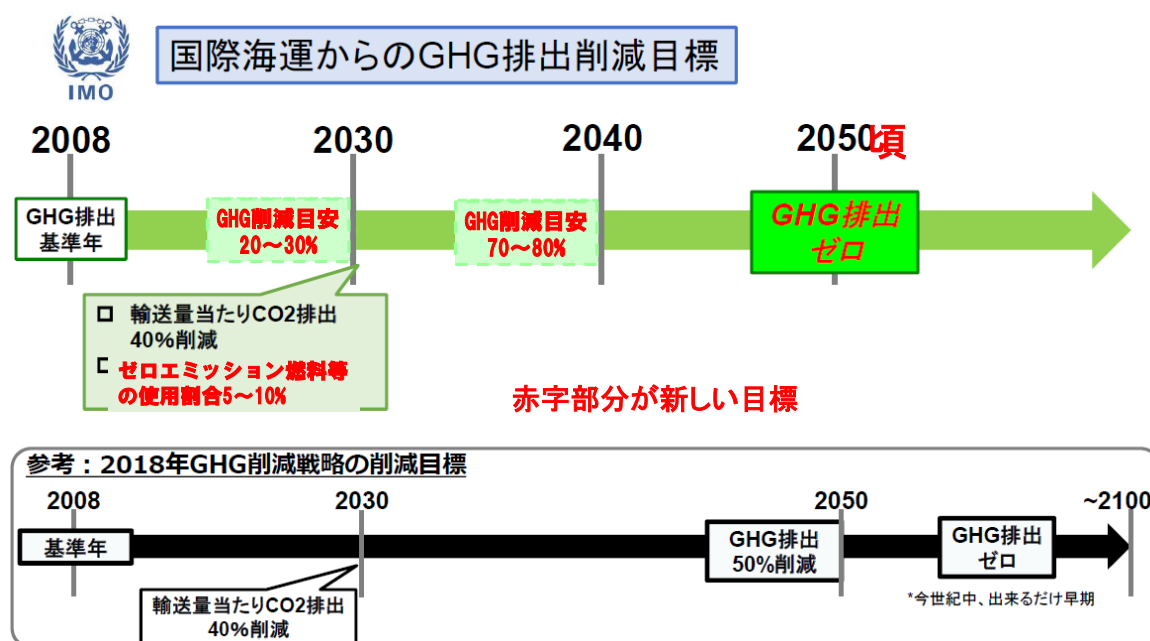 IMO
国際海運からのGHG排出削減目標
2008
2030
2040
2050頃
GHG排出
基準年
GHG削減目安
20～30%
GHG削減目安
70～80%
GHG排出
ゼロ
輸送量当たりCO2排出
40%削減
ゼロエミッション燃料等
の使用割合5～10%
赤字部分が新しい目標
参考：2018年GHG削減戦略の削減目標
2008
2030
2050
~2100
基準年
GHG排出
50%削減
GHG排出
ゼロ
*今世紀中、出来るだけ早期
輸送量当たりCO2排出
40%削減